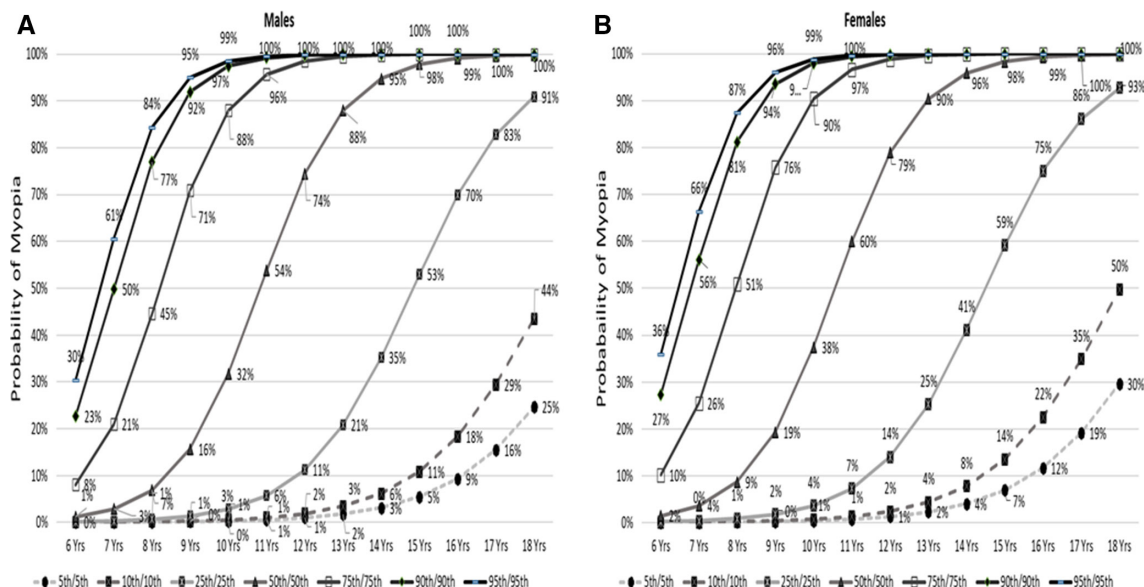 A
Males
Probability of Myopia
100%
90%
80%
70%
60%
50%
40%
30%
20%
10%
0%
95% 99% 100% 100% 100% 100% 100% 100%
84% 92% 97% 96% 95% 98% 99% 100% 100%
61% 77% 88% 88% 91%
50% 71% 74% 83%
30% 45% 54% 70%
23% 21% 32% 53% 44%
8% 16% 21% 35% 29% 25%
1% 3% 1% 7% 1% 3% 1% 6% 11% 18% 16%
0% 0% 0% 1% 1% 2% 1% 3% 2% 6% 3% 11% 5% 9%
6 Yrs 7 Yrs 8 Yrs 9 Yrs 10 Yrs 11 Yrs 12 Yrs 13 Yrs 14 Yrs 15 Yrs 16 Yrs 17 Yrs 18 Yrs
5th/5th 10th/10th 25th/25th 50th/50th 75th/75th 90th/90th 95th/95th
B
Females
Probabaility of Myopia
100%
90%
80%
70%
60%
50%
40%
30%
20%
10%
0%
96% 99% 100% 100%
87% 94% 9... 97% 96% 98% 99% 100% 93%
66% 81% 90% 90% 86%
56% 76% 79% 75%
36% 51% 60% 59% 50%
27% 26% 38% 41% 35% 30%
10% 19% 14% 25% 22% 19%
2% 0% 4% 9% 1% 2% 4% 7% 2% 4% 8% 14% 12%
0% 1% 1% 1% 2% 4% 7%
6 Yrs 7 Yrs 8 Yrs 9 Yrs 10 Yrs 11 Yrs 12 Yrs 13 Yrs 14 Yrs 15 Yrs 16 Yrs 17 Yrs 18 Yrs
5th/5th 10th/10th 25th/25th 50th/50th 75th/75th 90th/90th 95th/95th